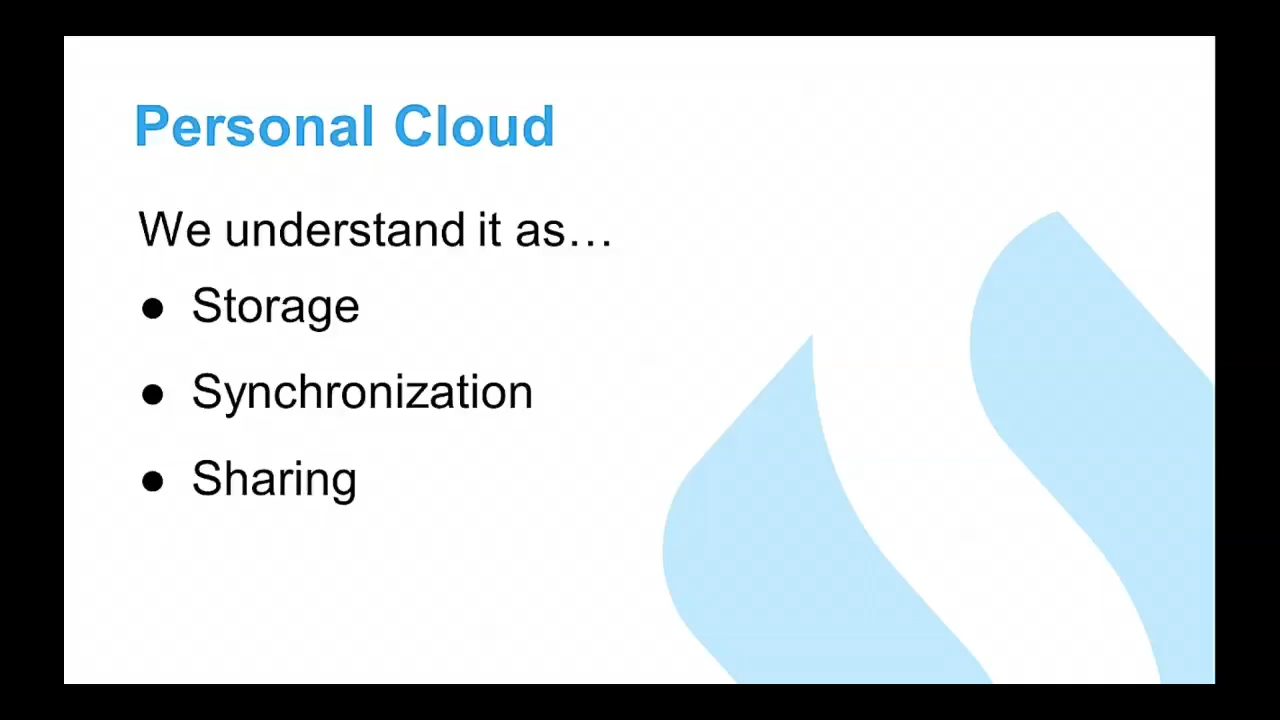 Personal Cloud
We understand it as…
● Storage
● Synchronization
● Sharing